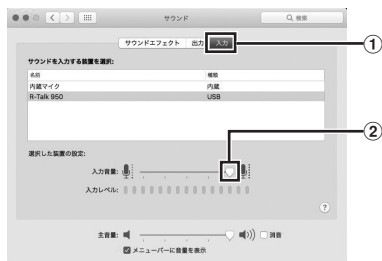 サウンド
検索
サウンドエフェクト 出力 入力
①
サウンドを入力する装置を選択:
名前 種類
内蔵マイク 内蔵
R-Talk 950 USB
②
選択した装置の設定:
入力音量:
入力レベル:
?
主音量: 消音
メニューバーに音量を表示